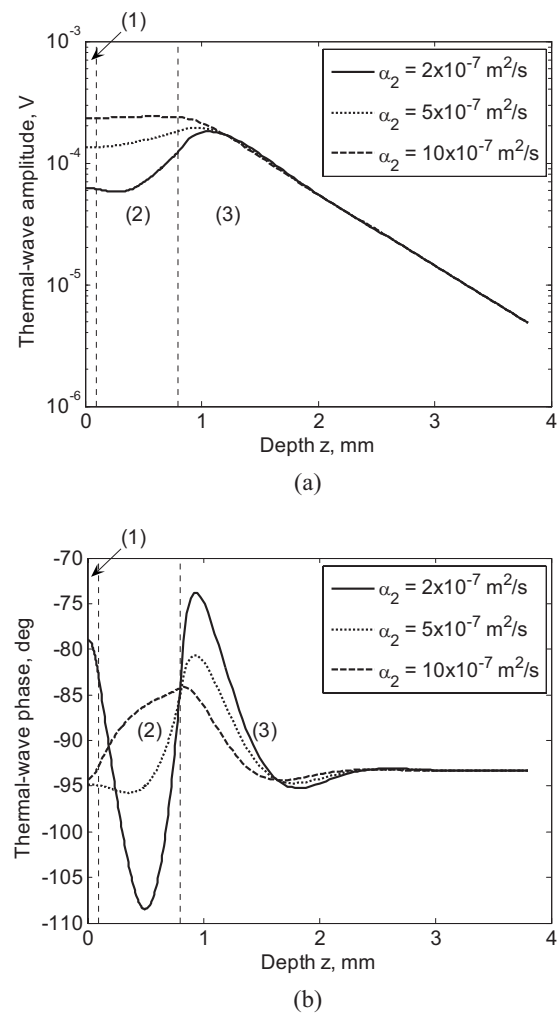 (1)
10⁻³
α₂ = 2x10⁻⁷ m²/s
α₂ = 5x10⁻⁷ m²/s
α₂ = 10x10⁻⁷ m²/s
10⁻⁴
(2) (3)
10⁻⁵
10⁻⁶
Thermal-wave amplitude, V
0 1 2 3 4
Depth z, mm
(a)
(1)
-70
α₂ = 2x10⁻⁷ m²/s
α₂ = 5x10⁻⁷ m²/s
α₂ = 10x10⁻⁷ m²/s
-75
-80
-85
(2) (3)
-90
-95
-100
-105
-110
Thermal-wave phase, deg
0 1 2 3 4
Depth z, mm
(b)